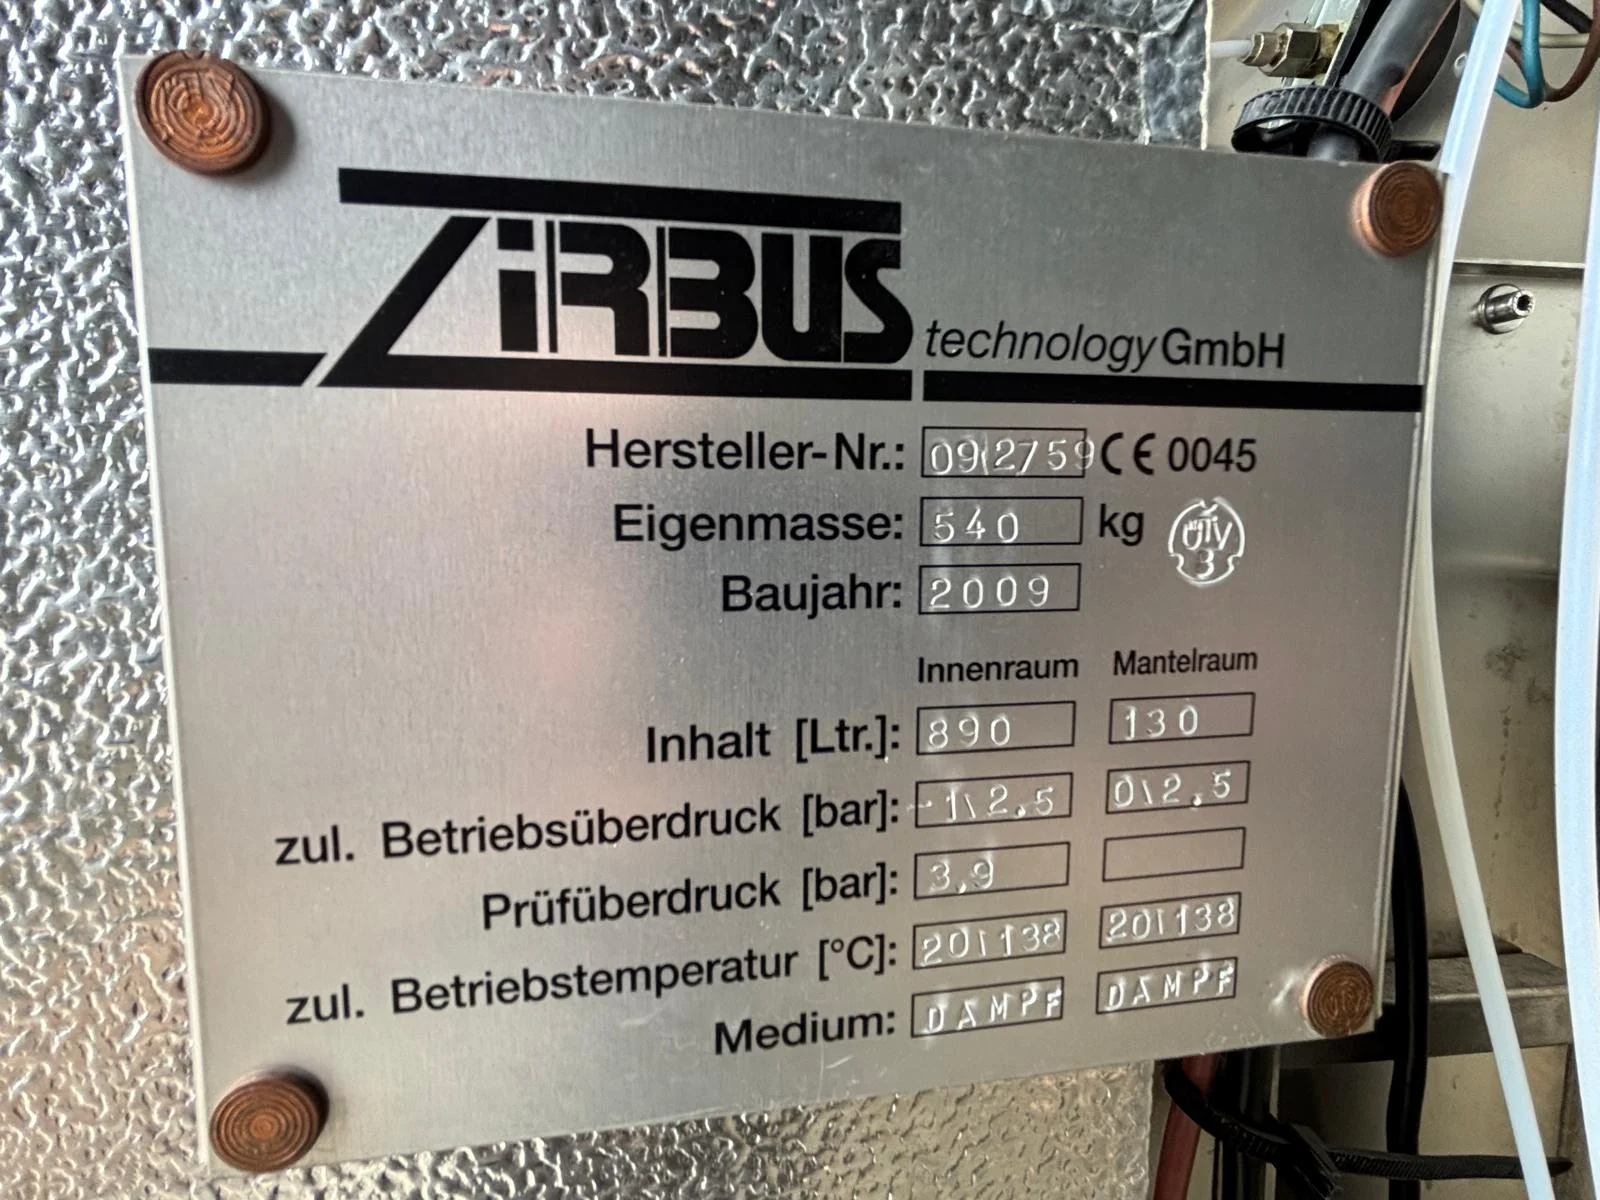 ZIRBUS technology GmbH
Hersteller-Nr.: 09\2759 CE 0045
Eigenmasse: 540 kg
TÜV
3
Baujahr: 2009
Innenraum Mantelraum
Inhalt [Ltr.]: 890 130
zul. Betriebsüberdruck [bar]: -1\2.5 0\2.5
Prüfüberdruck [bar]: 3.9
zul. Betriebstemperatur [°C]: 20\138 20\138
Medium: DAMPF DAMPF